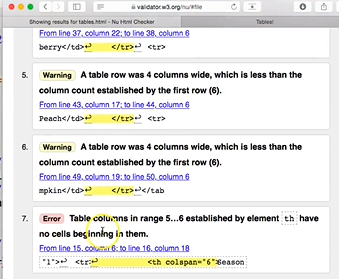 validator.w3.org/nu/#file
Showing results for tables.html - Nu Html Checker
Tables!
From line 37, column 22; to line 38, column 6
berry</td>↩ </tr>↩ <tr>
5. Warning A table row was 4 columns wide, which is less than the
column count established by the first row (6).
From line 43, column 17; to line 44, column 6
Peach</td>↩ </tr>↩ <tr>
6. Warning A table row was 4 columns wide, which is less than the
column count established by the first row (6).
From line 49, column 19; to line 50, column 6
mpkin</td>↩ </tr>↩</tab
7. Error Table columns in range 5…6 established by element th have
no cells beginning in them.
From line 15, column 6; to line 16, column 18
"1">↩ <tr>↩ <th colspan="6">Season